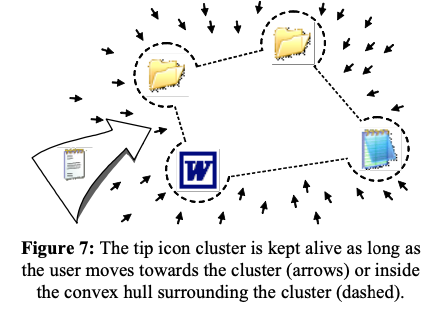 W
Figure 7: The tip icon cluster is kept alive as long as
the user moves towards the cluster (arrows) or inside
the convex hull surrounding the cluster (dashed).